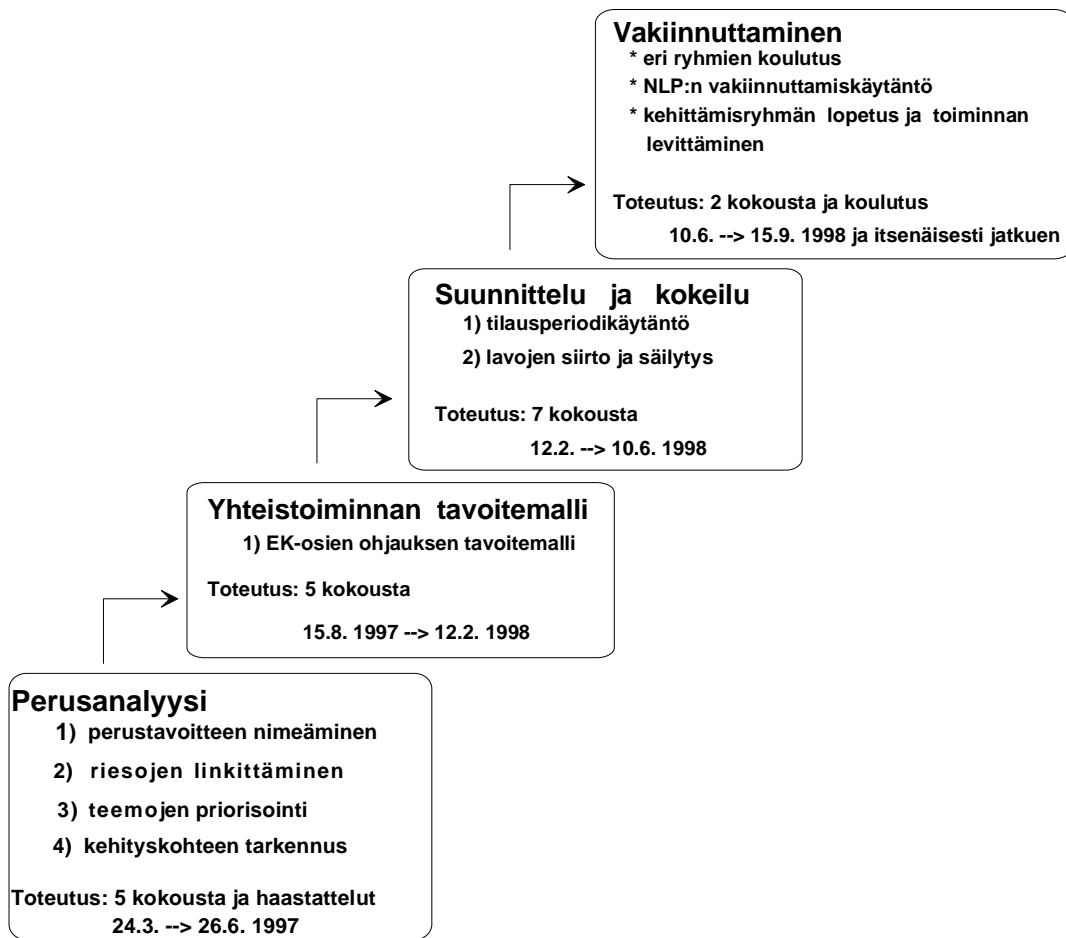 Vakiinnuttaminen
* eri ryhmien koulutus
* NLP:n vakiinnuttamiskäytäntö
* kehittämisryhmän lopetus ja toiminnan
levittäminen
Toteutus: 2 kokousta ja koulutus
10.6. --> 15.9. 1998 ja itsenäisesti jatkuen
Suunnittelu ja kokeilu
1) tilausperiodikäytäntö
2) lavojen siirto ja säilytys
Toteutus: 7 kokousta
12.2. --> 10.6. 1998
Yhteistoiminnan tavoitemalli
1) EK-osien ohjauksen tavoitemalli
Toteutus: 5 kokousta
15.8. 1997 --> 12.2. 1998
Perusanalyysi
1) perustavoitteen nimeäminen
2) riesojen linkittäminen
3) teemojen priorisointi
4) kehityskohteen tarkennus
Toteutus: 5 kokousta ja haastattelut
24.3. --> 26.6. 1997